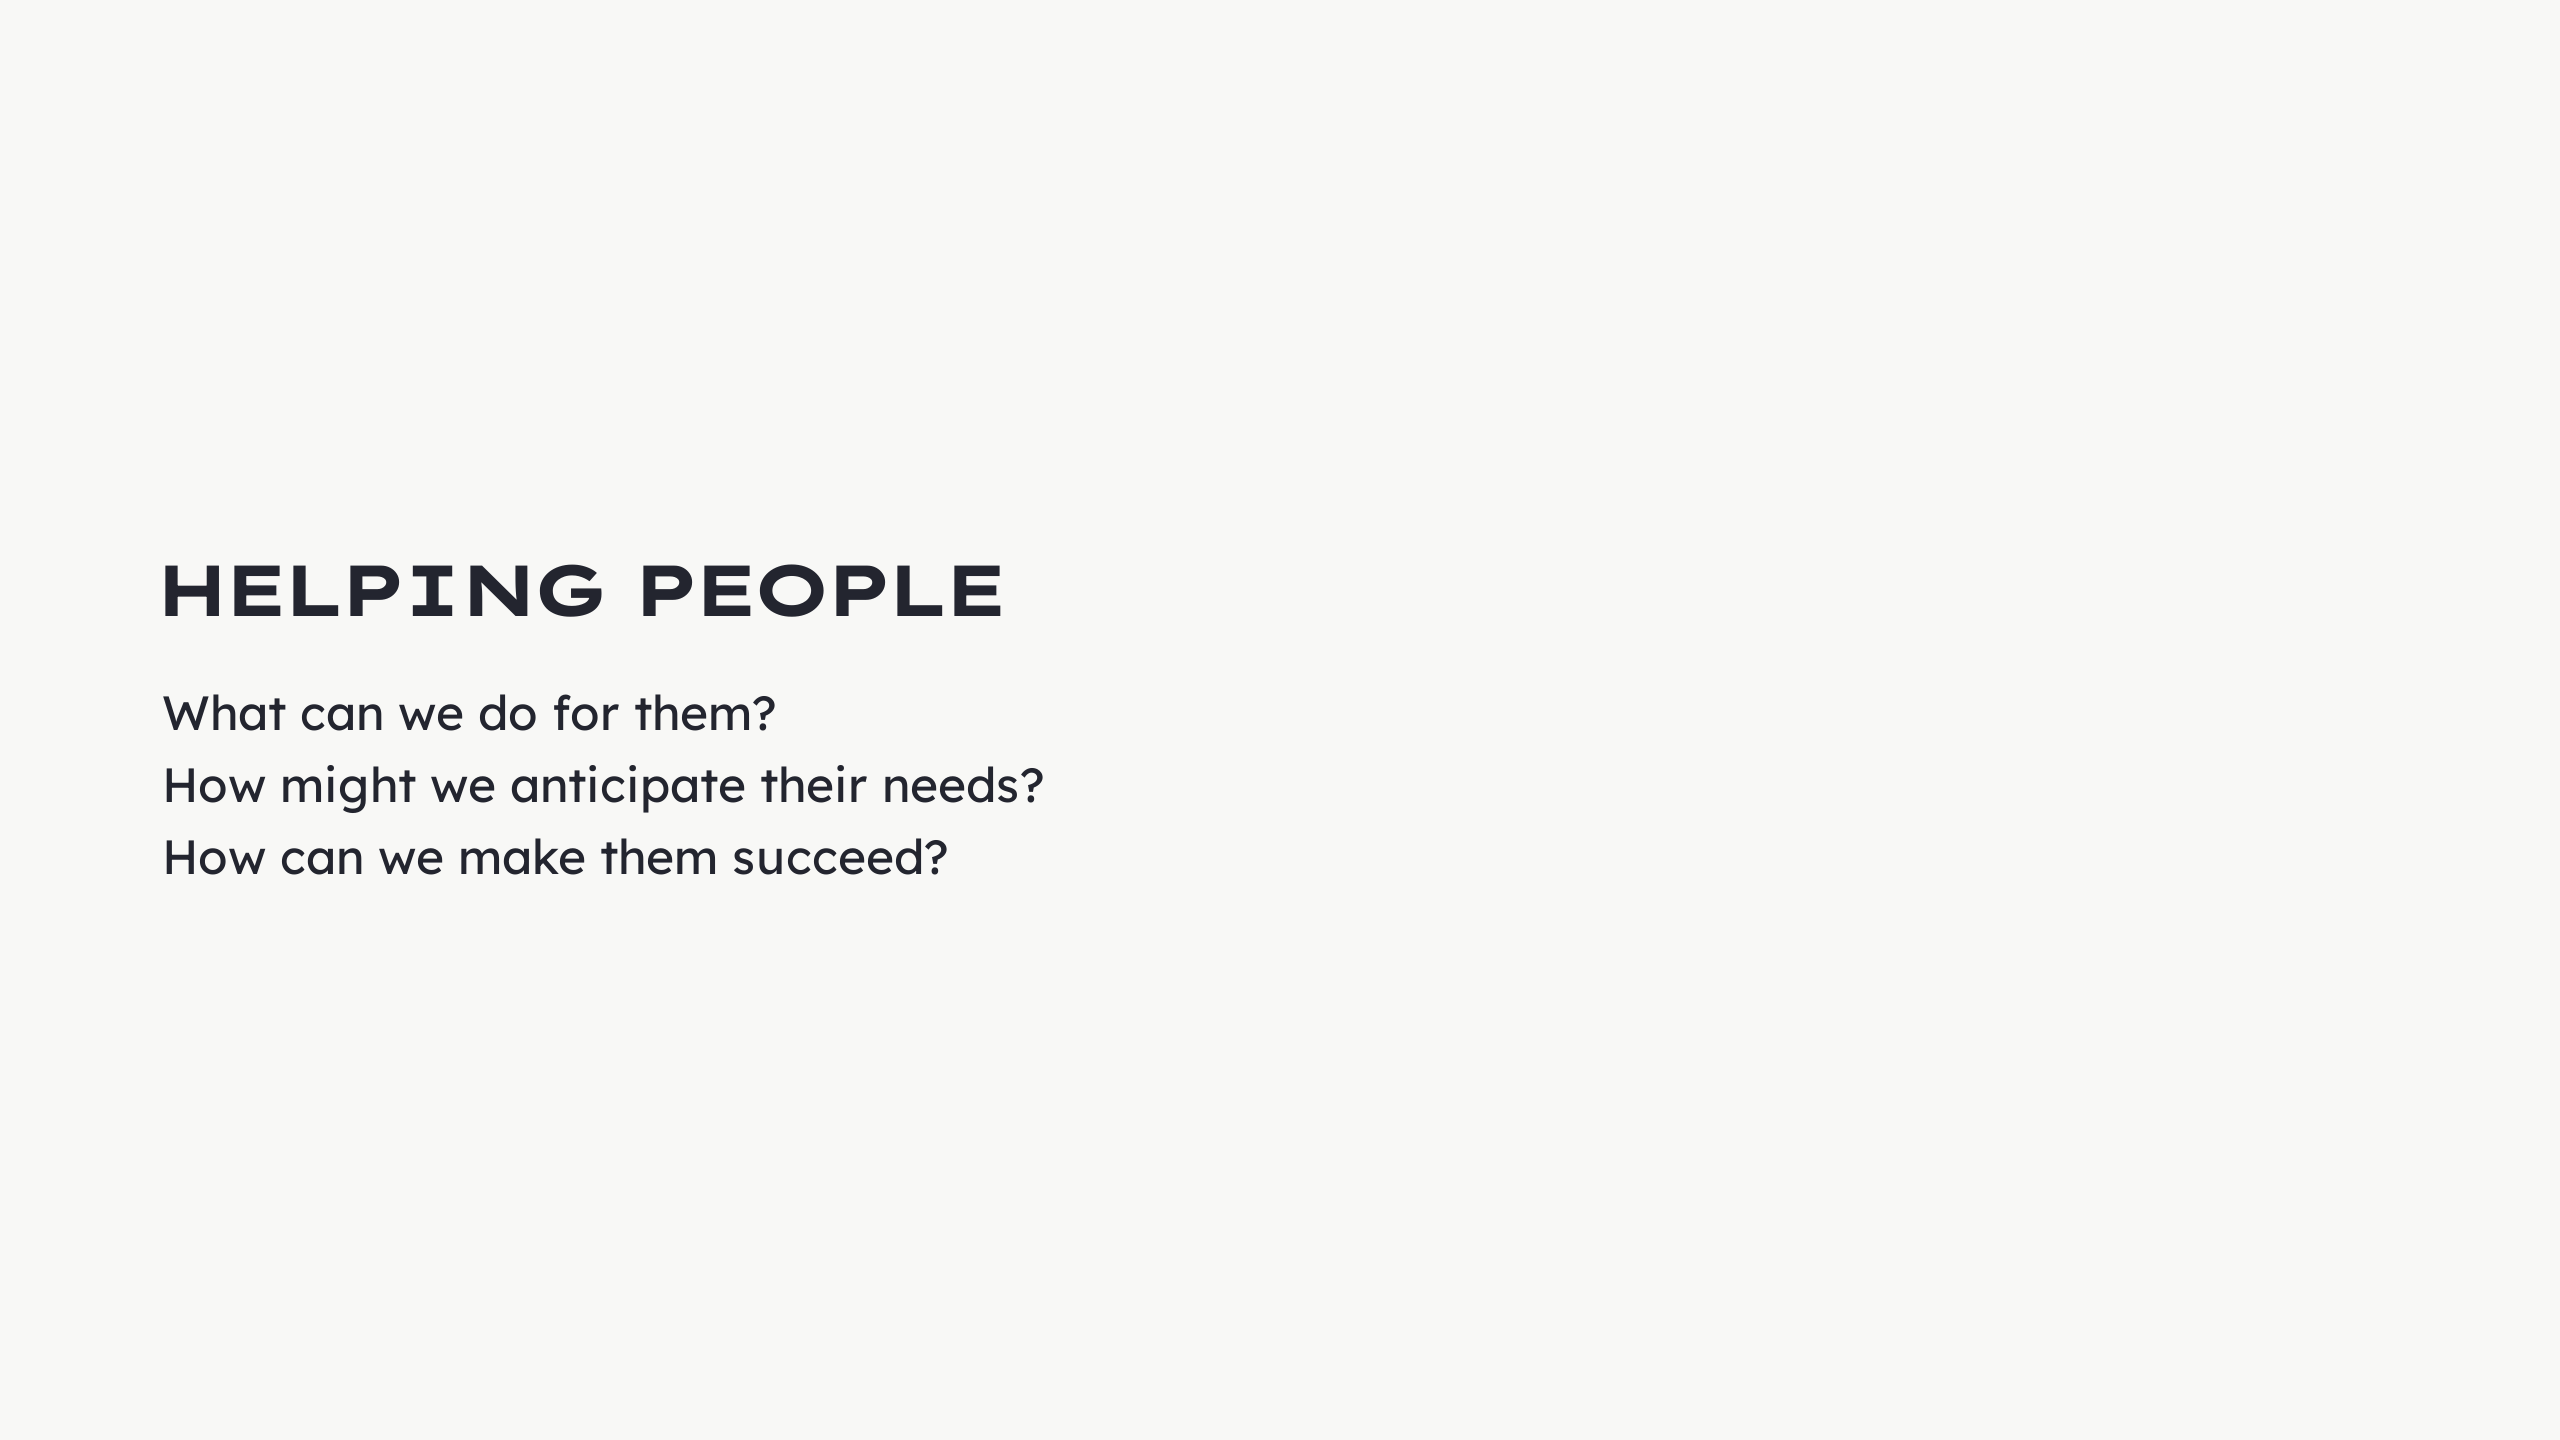 HELPING PEOPLE
What can we do for them?
How might we anticipate their needs?
How can we make them succeed?